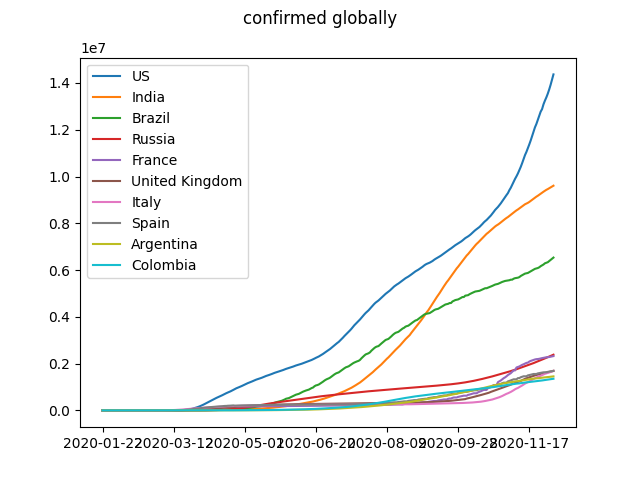 confirmed globally
1e7
1.4
1.2
1.0
0.8
0.6
0.4
0.2
0.0
US
India
Brazil
Russia
France
United Kingdom
Italy
Spain
Argentina
Colombia
2020-01-22 2020-03-12 2020-05-01 2020-06-20 2020-08-09 2020-09-28 2020-11-17